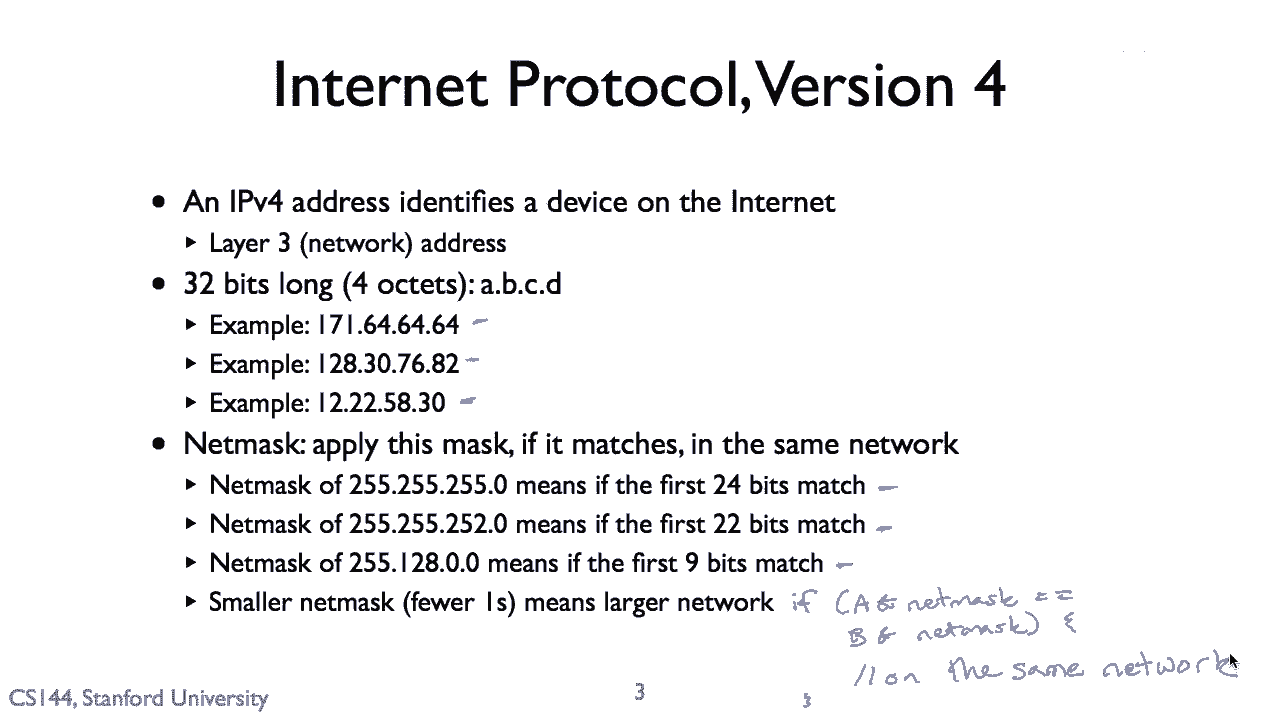 Internet Protocol, Version 4
• An IPv4 address identifies a device on the Internet
▸ Layer 3 (network) address
• 32 bits long (4 octets): a.b.c.d
▸ Example: 171.64.64.64
▸ Example: 128.30.76.82
▸ Example: 12.22.58.30
• Netmask: apply this mask, if it matches, in the same network
▸ Netmask of 255.255.255.0 means if the first 24 bits match
▸ Netmask of 255.255.252.0 means if the first 22 bits match
▸ Netmask of 255.128.0.0 means if the first 9 bits match
▸ Smaller netmask (fewer 1s) means larger network
if (A & netmask ==
B & netmask) {
// on the same network
}
CS144, Stanford University
3